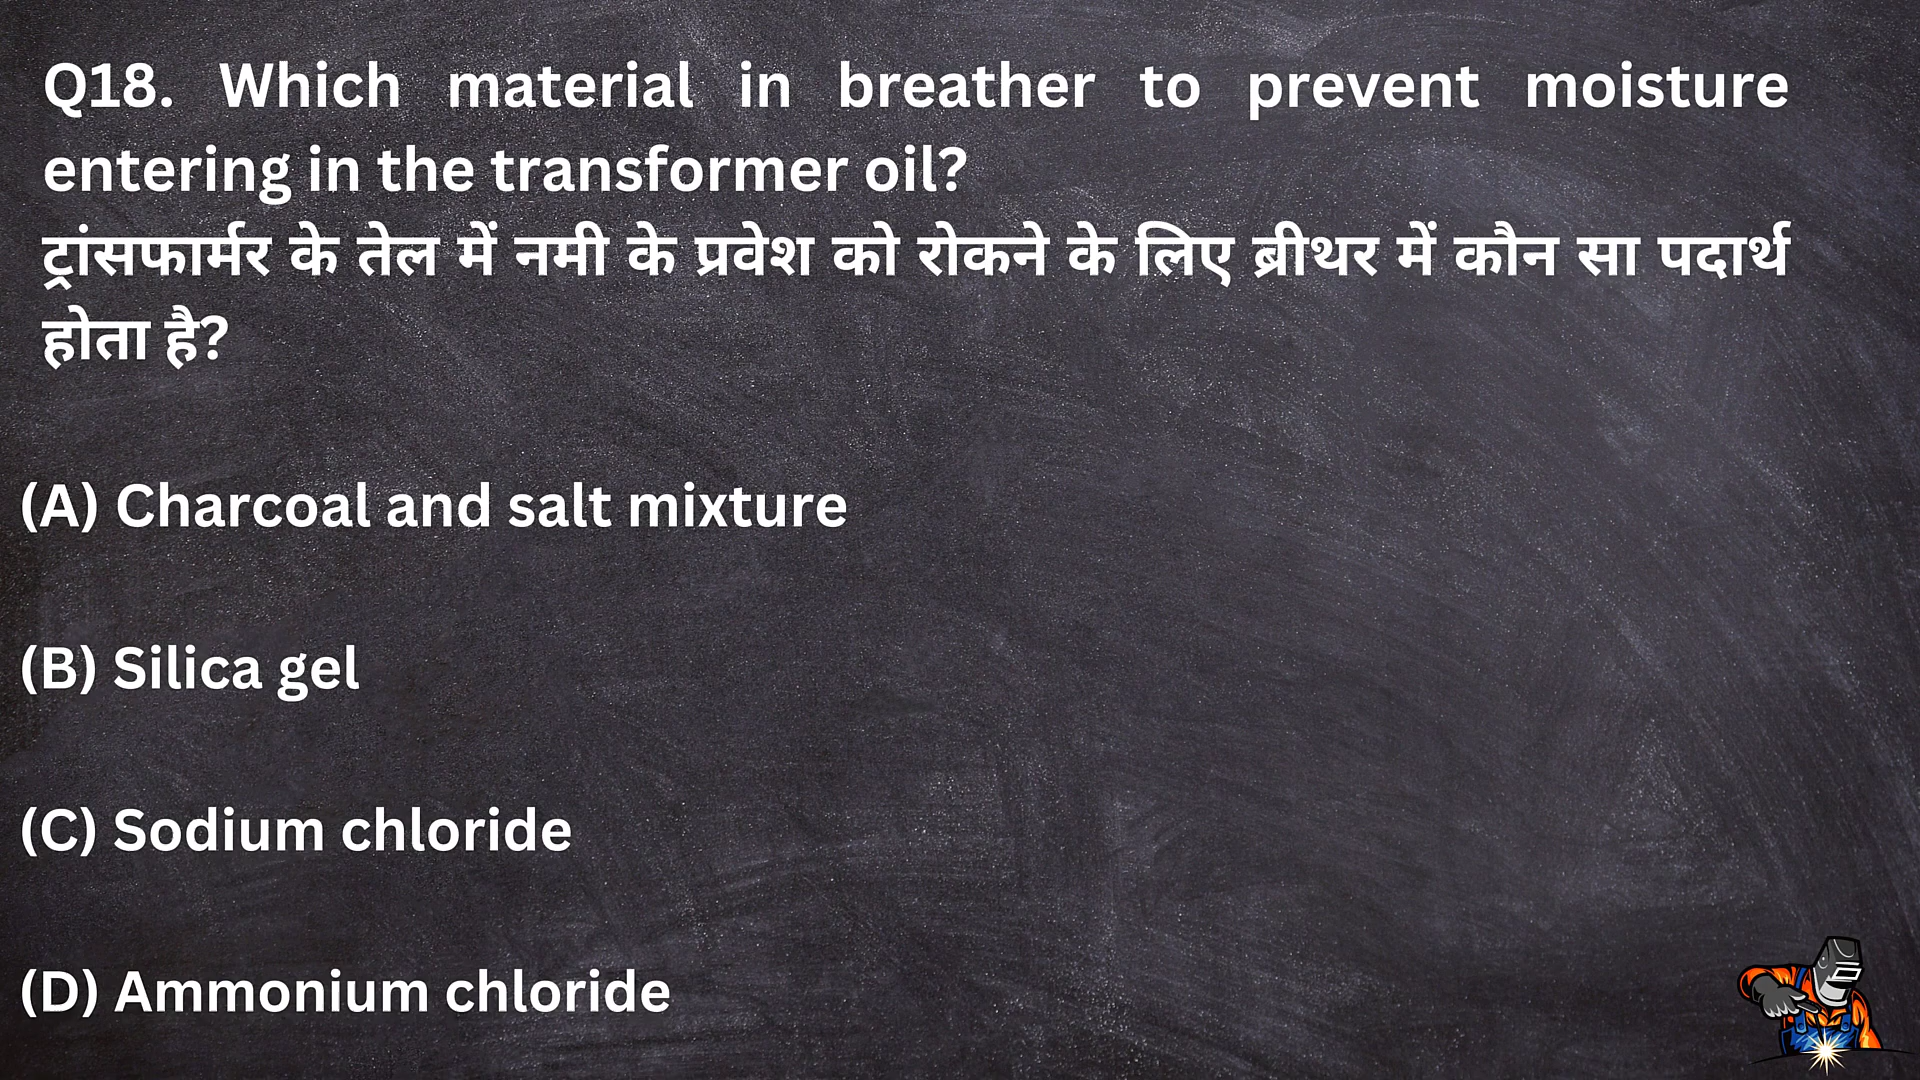 Q18. Which material in breather to prevent moisture
entering in the transformer oil?
ट्रांसफार्मर के तेल में नमी के प्रवेश को रोकने के लिए ब्रीथर में कौन सा पदार्थ
होता है?
(A) Charcoal and salt mixture
(B) Silica gel
(C) Sodium chloride
(D) Ammonium chloride